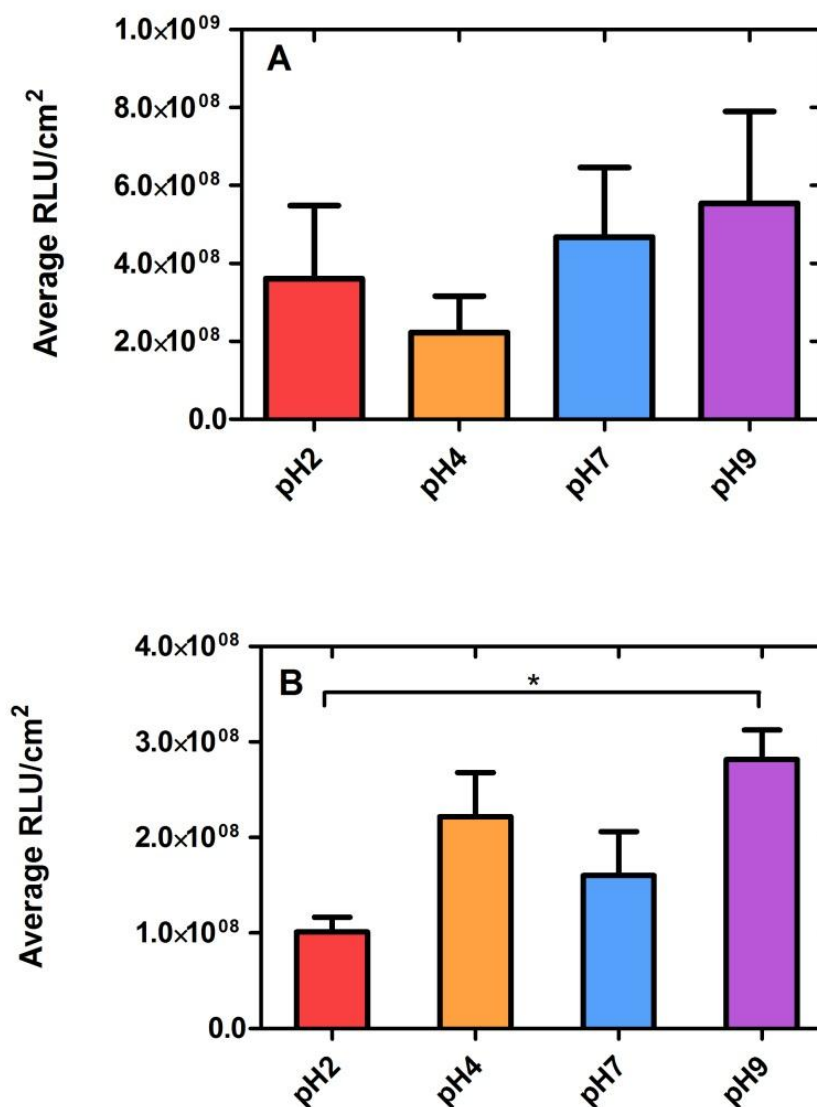 A
Average RLU/cm²
1.0×10⁰⁹
8.0×10⁰⁸
6.0×10⁰⁸
4.0×10⁰⁸
2.0×10⁰⁸
0.0
pH2 pH4 pH7 pH9
B
*
Average RLU/cm²
4.0×10⁰⁸
3.0×10⁰⁸
2.0×10⁰⁸
1.0×10⁰⁸
0.0
pH2 pH4 pH7 pH9